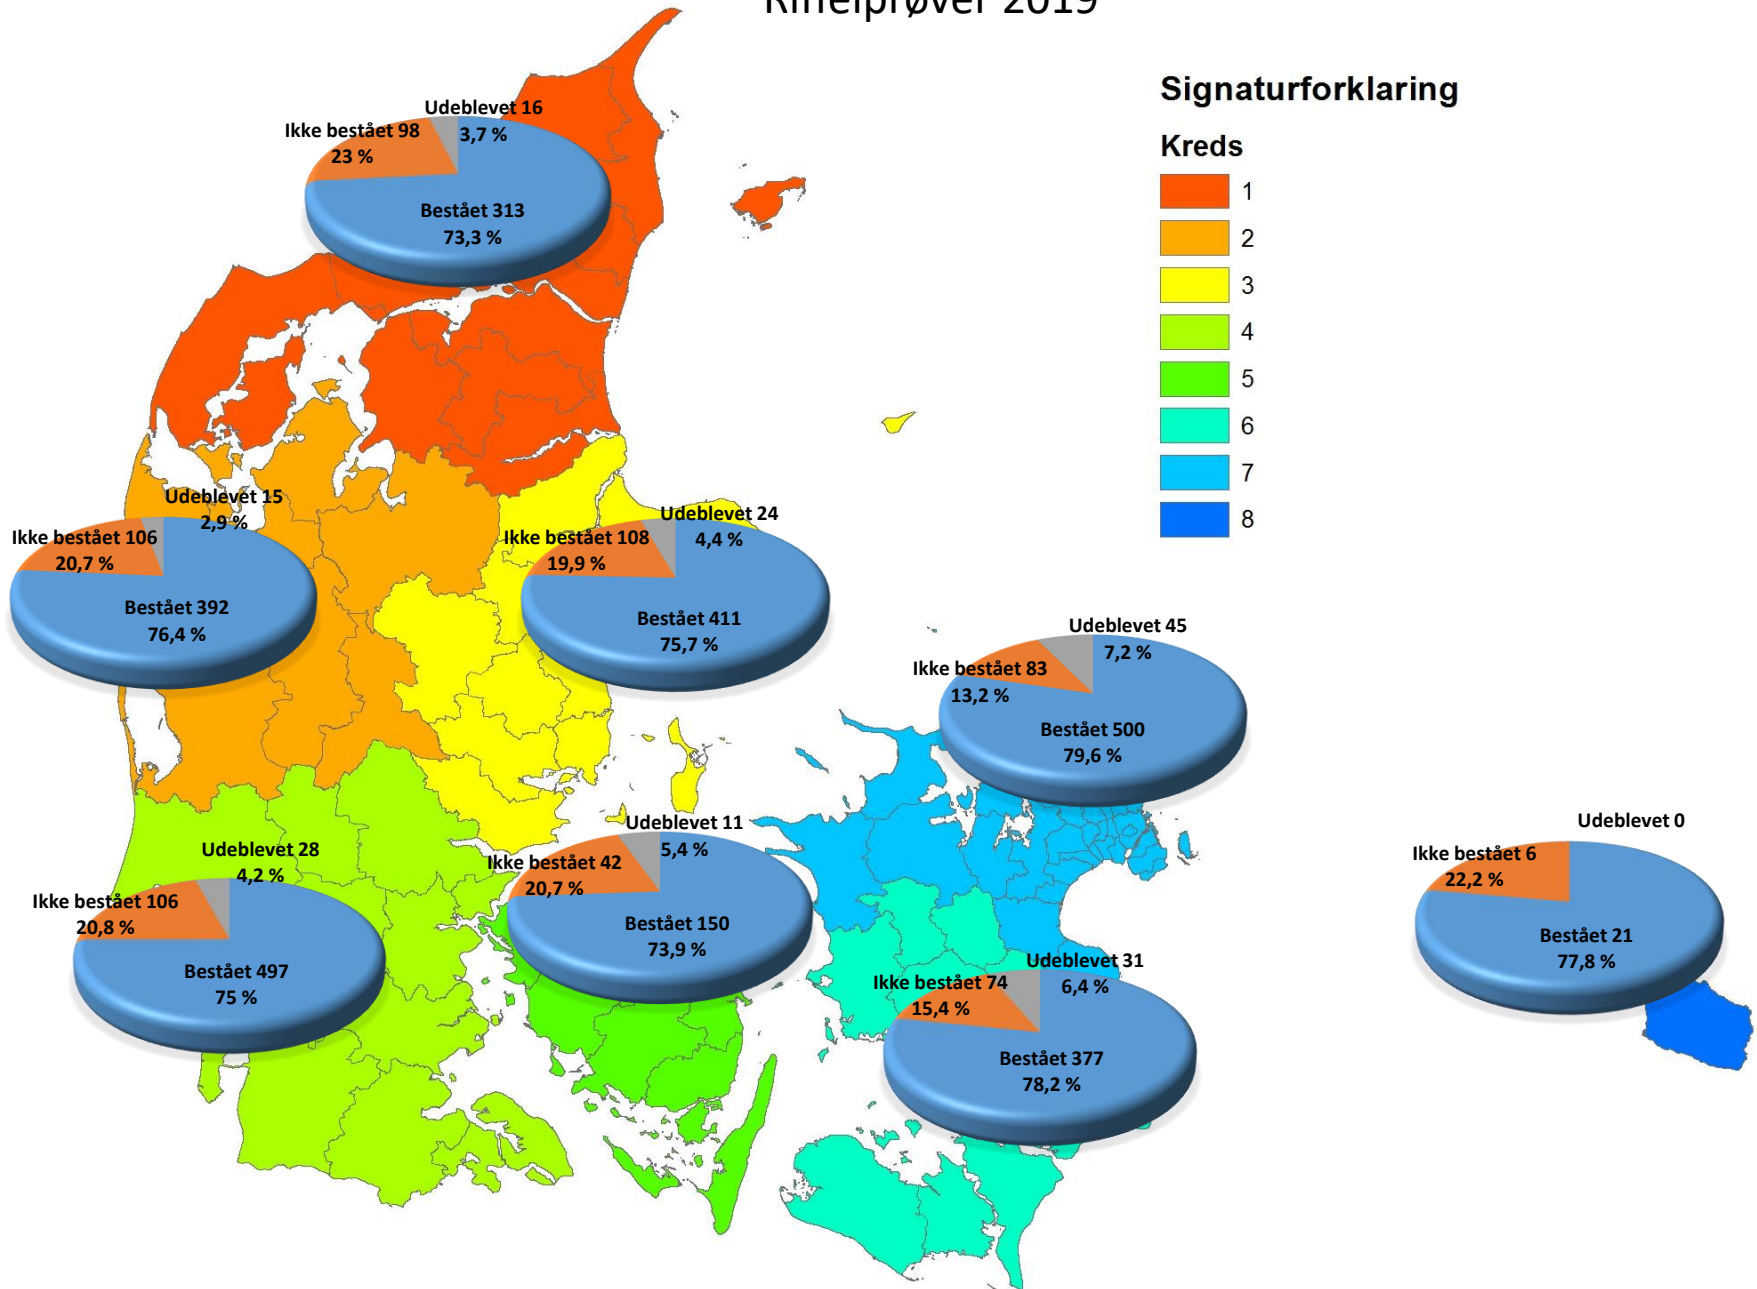 Riffelprøver 2019
Signaturforklaring
Kreds
1
2
3
4
5
6
7
8
Udeblevet 16
3,7 %
Ikke bestået 98
23 %
Bestået 313
73,3 %
Udeblevet 15
2,9 %
Ikke bestået 106
20,7 %
Bestået 392
76,4 %
Udeblevet 24
4,4 %
Ikke bestået 108
19,9 %
Bestået 411
75,7 %
Udeblevet 45
7,2 %
Ikke bestået 83
13,2 %
Bestået 500
79,6 %
Udeblevet 28
4,2 %
Ikke bestået 106
20,8 %
Bestået 497
75 %
Udeblevet 11
5,4 %
Ikke bestået 42
20,7 %
Bestået 150
73,9 %
Udeblevet 31
6,4 %
Ikke bestået 74
15,4 %
Bestået 377
78,2 %
Udeblevet 0
Ikke bestået 6
22,2 %
Bestået 21
77,8 %